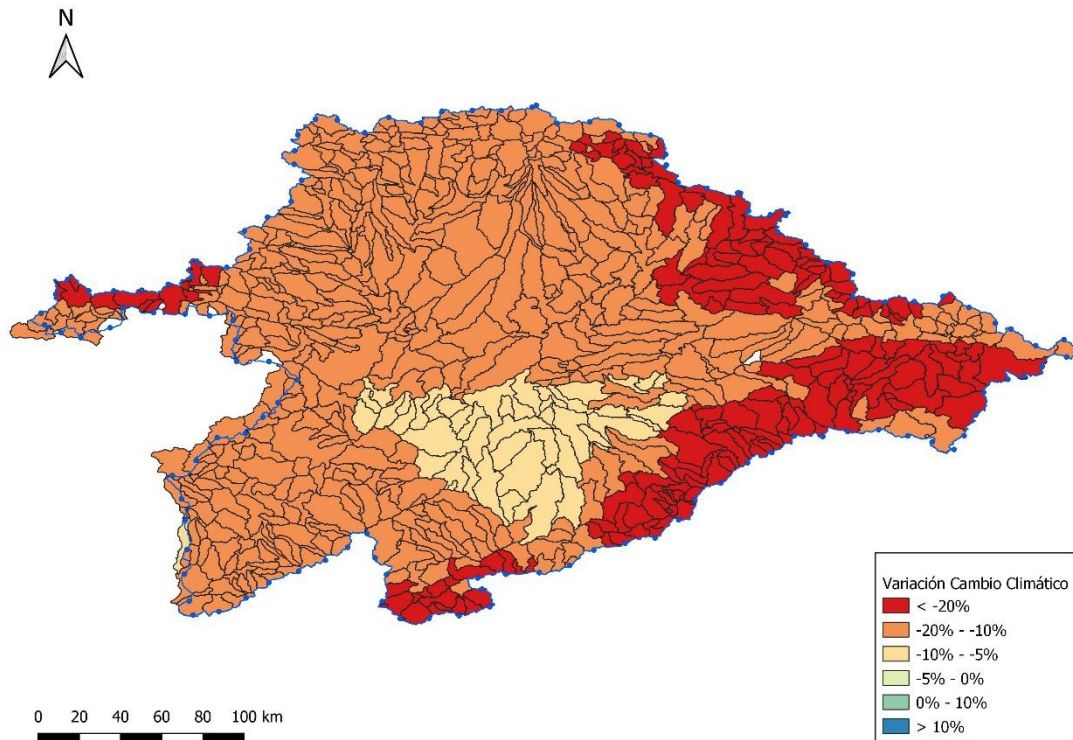 N
Variación Cambio Climático
< -20%
-20% - -10%
-10% - -5%
-5% - 0%
0% - 10%
> 10%
0 20 40 60 80 100 km